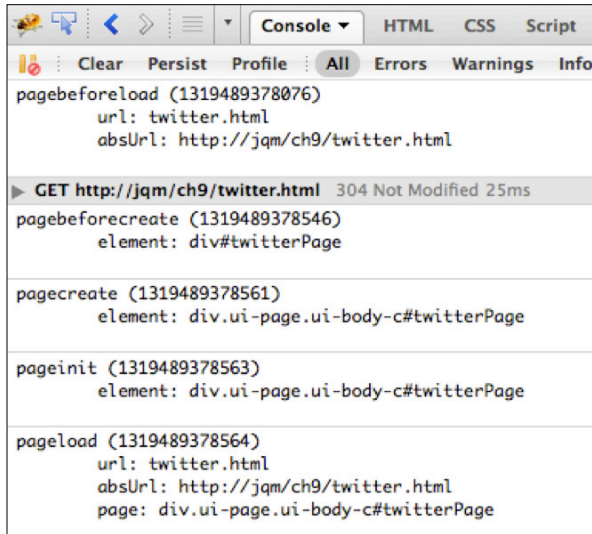 Console ▾ HTML CSS Script
Clear Persist Profile All Errors Warnings Info
pagebeforeload (1319489378076)
url: twitter.html
absUrl: http://jqm/ch9/twitter.html
GET http://jqm/ch9/twitter.html 304 Not Modified 25ms
pagebeforecreate (1319489378546)
element: div#twitterPage
pagecreate (1319489378561)
element: div.ui-page.ui-body-c#twitterPage
pageinit (1319489378563)
element: div.ui-page.ui-body-c#twitterPage
pageload (1319489378564)
url: twitter.html
absUrl: http://jqm/ch9/twitter.html
page: div.ui-page.ui-body-c#twitterPage